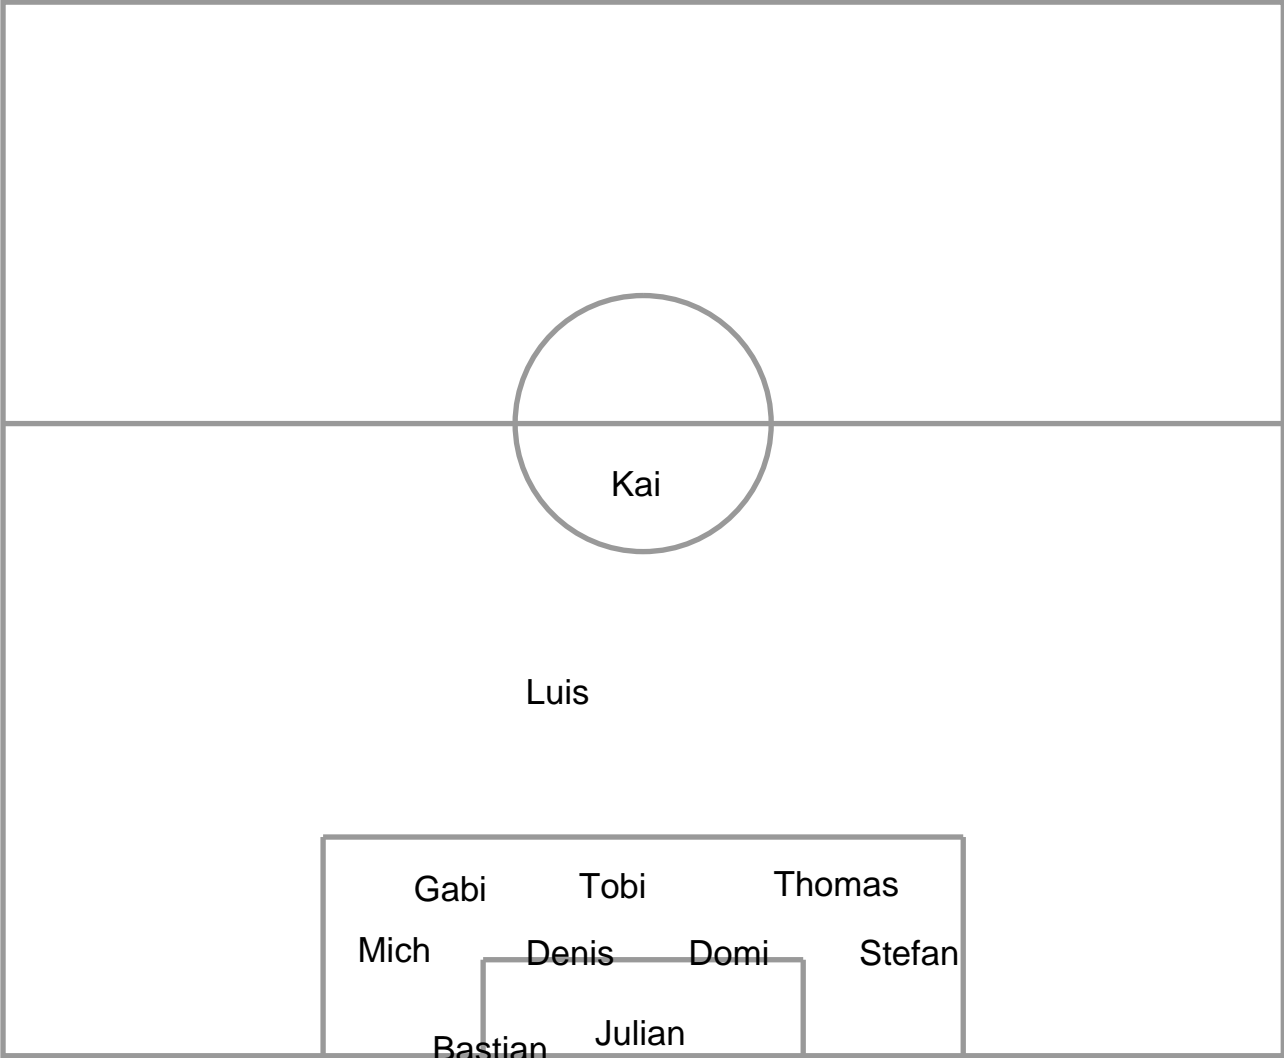 Kai
Luis
Gabi Tobi Thomas
Mich Denis Domi Stefan
Julian
Bastian